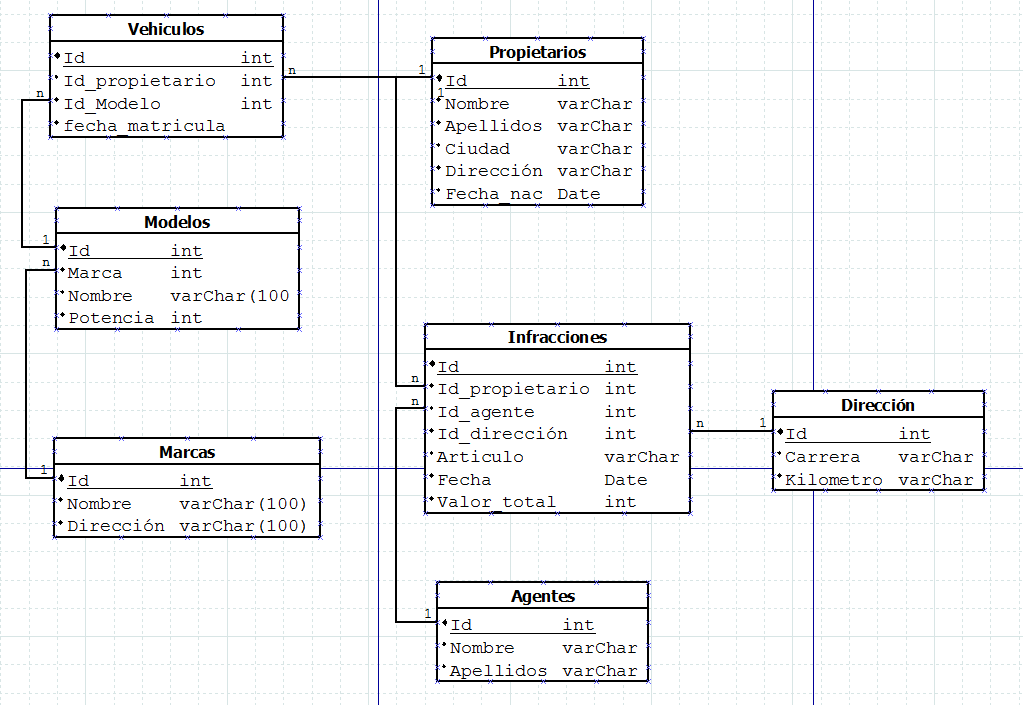 Vehiculos
Id int
Id_propietario int
Id_Modelo int
fecha_matricula
n
n
1
1
Propietarios
Id int
Nombre varChar
Apellidos varChar
Ciudad varChar
Dirección varChar
Fecha_nac Date
Modelos
1
Id int
n
Marca int
Nombre varChar(100
Potencia int
Infracciones
Id int
n
Id_propietario int
n
Id_agente int
Id_dirección int
Articulo varChar
Fecha Date
Valor_total int
n
1
Dirección
Id int
Carrera varChar
Kilometro varChar
Marcas
1
Id int
Nombre varChar(100)
Dirección varChar(100)
Agentes
1
Id int
Nombre varChar
Apellidos varChar